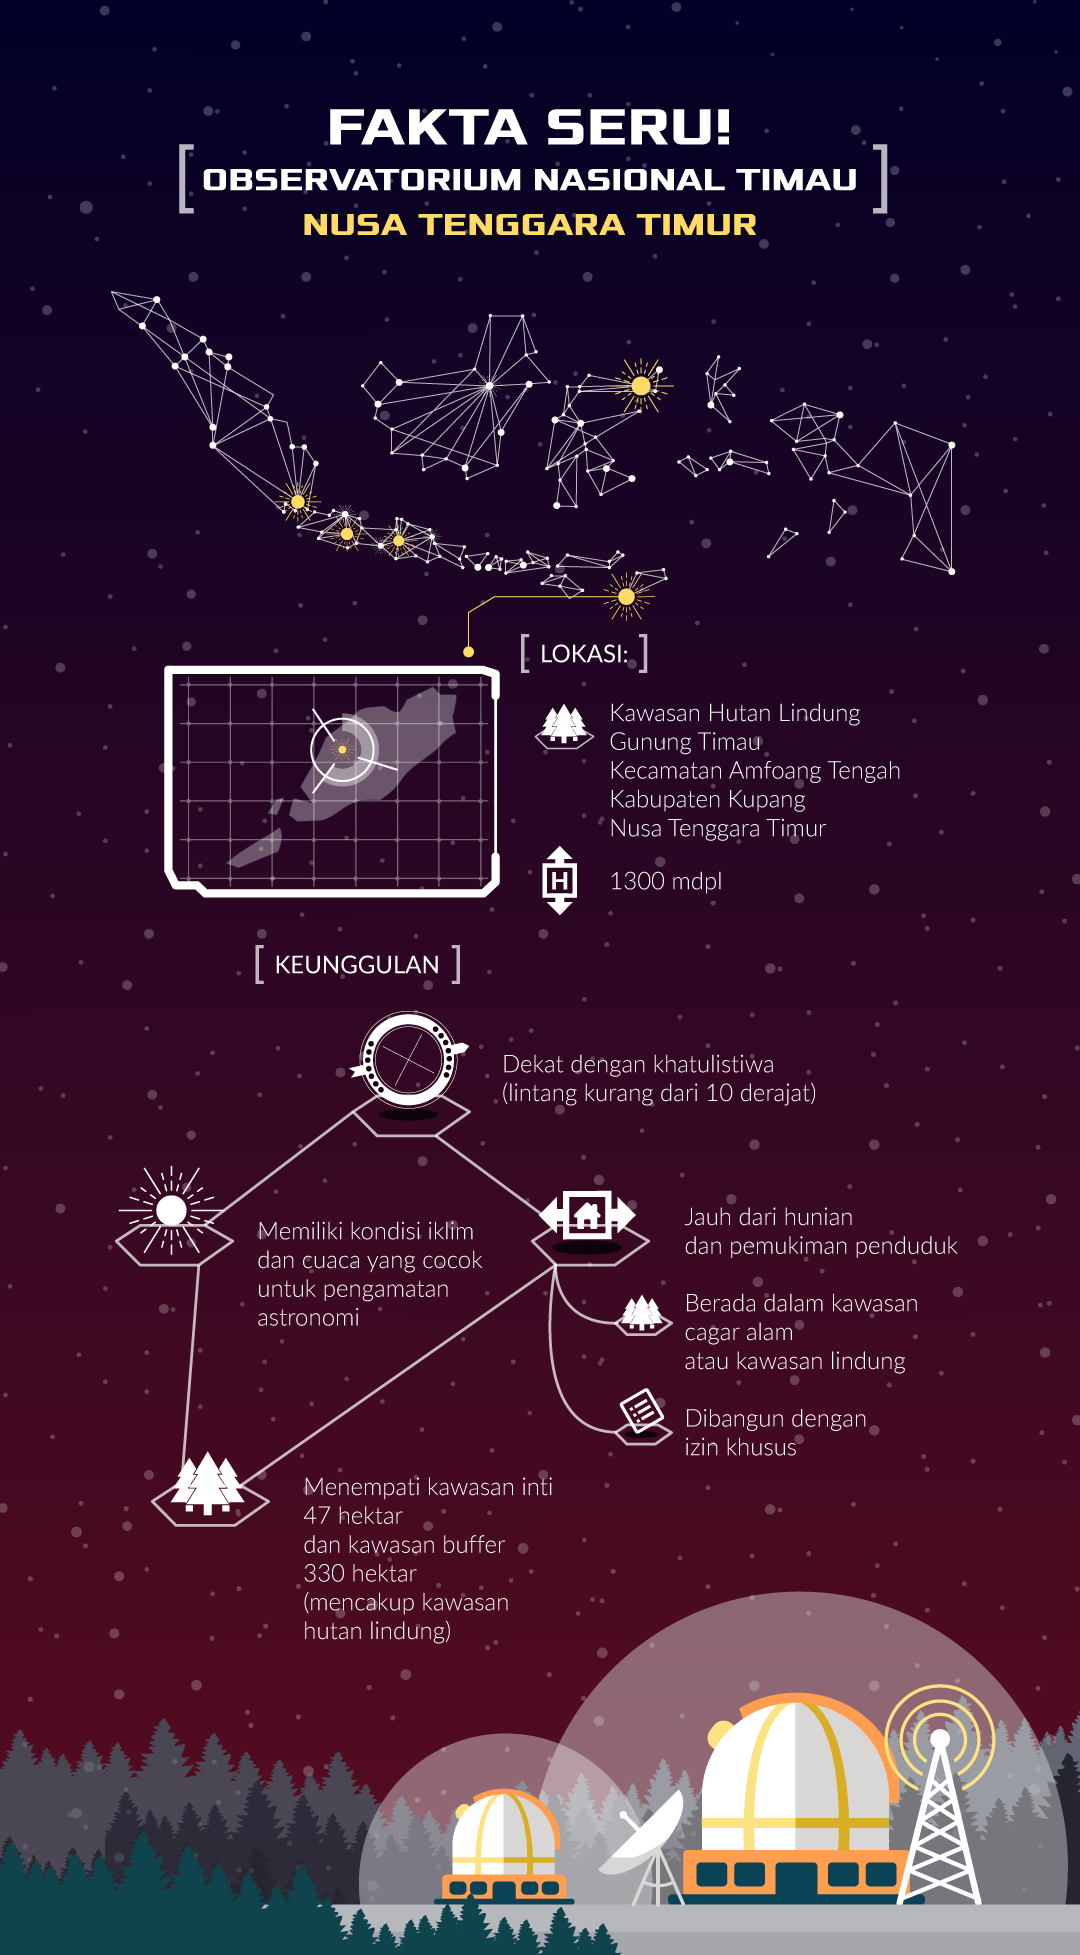 FAKTA SERU!
[ OBSERVATORIUM NASIONAL TIMAU ]
NUSA TENGGARA TIMUR
[ LOKASI: ]
Kawasan Hutan Lindung
Gunung Timau
Kecamatan Amfoang Tengah
Kabupaten Kupang
Nusa Tenggara Timur
H
1300 mdpl
[ KEUNGGULAN ]
Dekat dengan khatulistiwa
(lintang kurang dari 10 derajat)
Memiliki kondisi iklim
dan cuaca yang cocok
untuk pengamatan
astronomi
Jauh dari hunian
dan pemukiman penduduk
Berada dalam kawasan
cagar alam
atau kawasan lindung
Dibangun dengan
izin khusus
Menempati kawasan inti
47 hektar
dan kawasan buffer
330 hektar
(mencakup kawasan
hutan lindung)